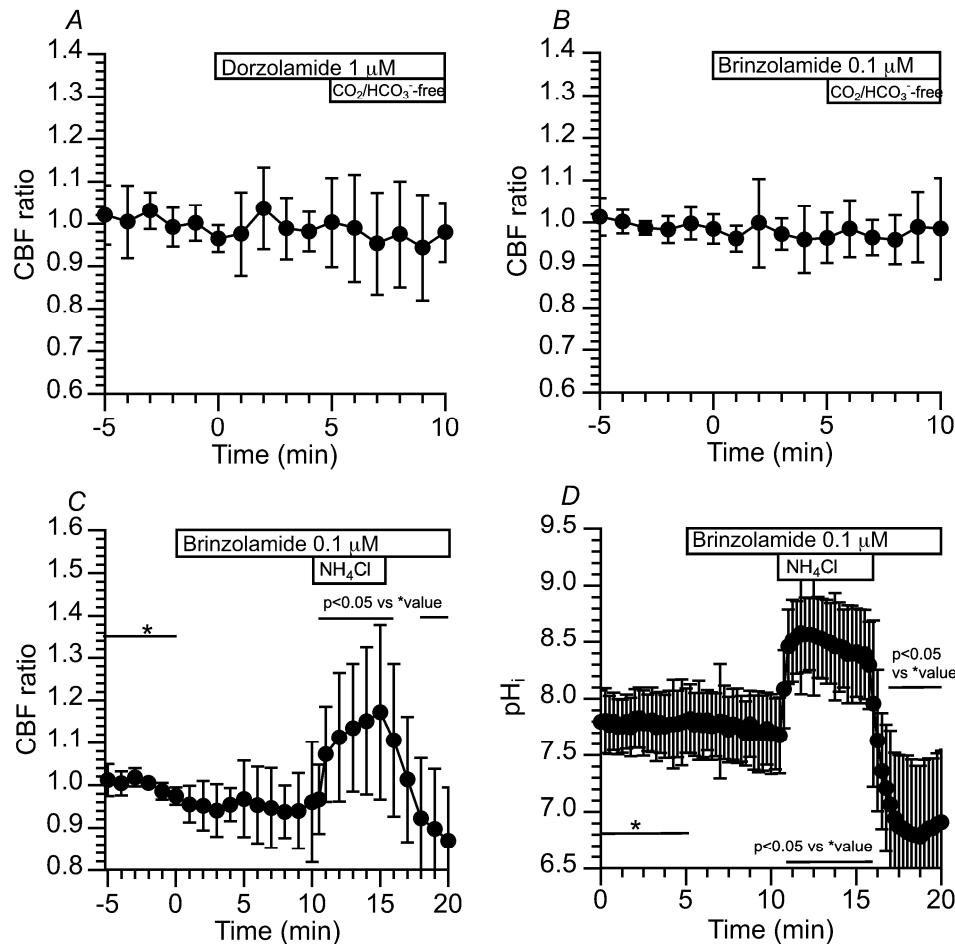 A
Dorzolamide 1 μM
CO₂/HCO₃⁻-free
CBF ratio
1.4
1.3
1.2
1.1
1.0
0.9
0.8
0.7
0.6
-5 0 5 10
Time (min)
B
Brinzolamide 0.1 μM
CO₂/HCO₃⁻-free
CBF ratio
1.4
1.3
1.2
1.1
1.0
0.9
0.8
0.7
0.6
-5 0 5 10
Time (min)
C
Brinzolamide 0.1 μM
NH₄Cl
p<0.05 vs *value
*
CBF ratio
1.6
1.5
1.4
1.3
1.2
1.1
1.0
0.9
0.8
-5 0 5 10 15 20
Time (min)
D
Brinzolamide 0.1 μM
NH₄Cl
p<0.05
vs *value
*
p<0.05 vs *value
pHᵢ
9.5
9.0
8.5
8.0
7.5
7.0
6.5
0 5 10 15 20
Time (min)